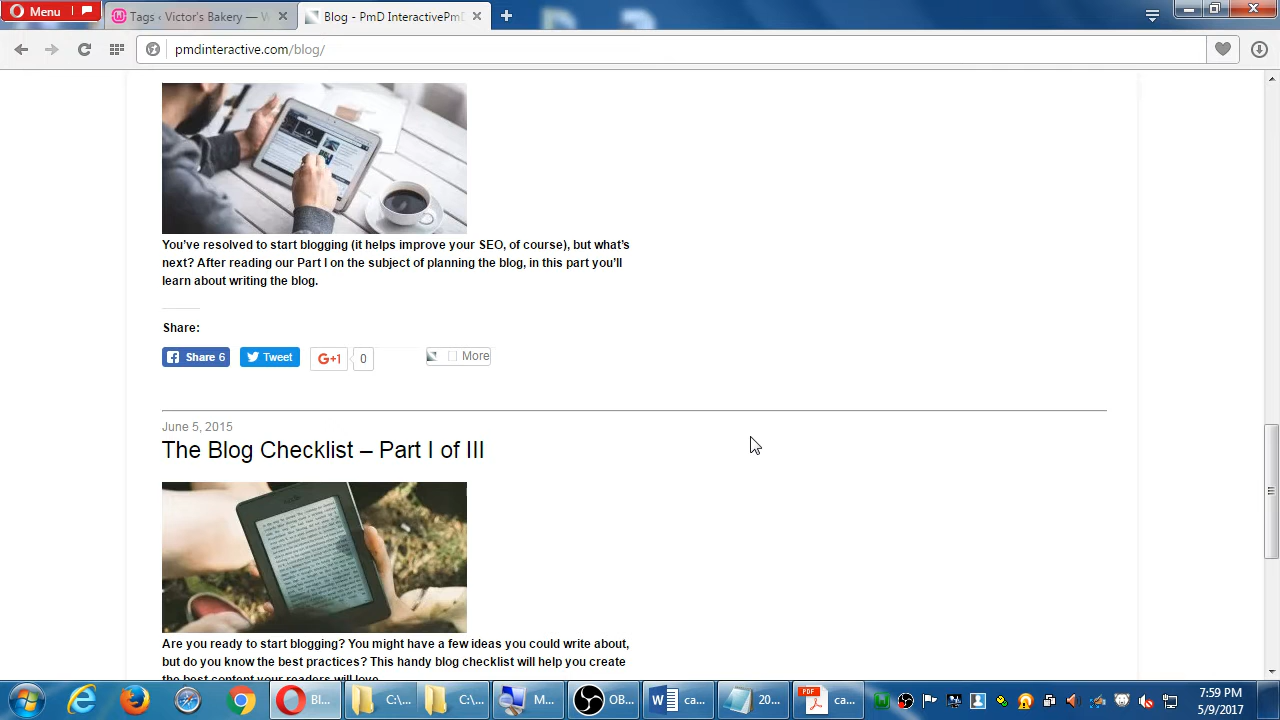 Menu
Tags ‹ Victor's Bakery — W
Blog - PmD InteractivePmD
pmdinteractive.com/blog/
You’ve resolved to start blogging (it helps improve your SEO, of course), but what’s
next? After reading our Part I on the subject of planning the blog, in this part you’ll
learn about writing the blog.
Share:
Share 6
Tweet
G+1
0
More
June 5, 2015
The Blog Checklist – Part I of III
Are you ready to start blogging? You might have a few ideas you could write about,
but do you know the best practices? This handy blog checklist will help you create
the best content your readers will love.
Bl...
C:\...
C:\...
M...
OB...
ca...
20...
PDF
ca...
7:59 PM
5/9/2017